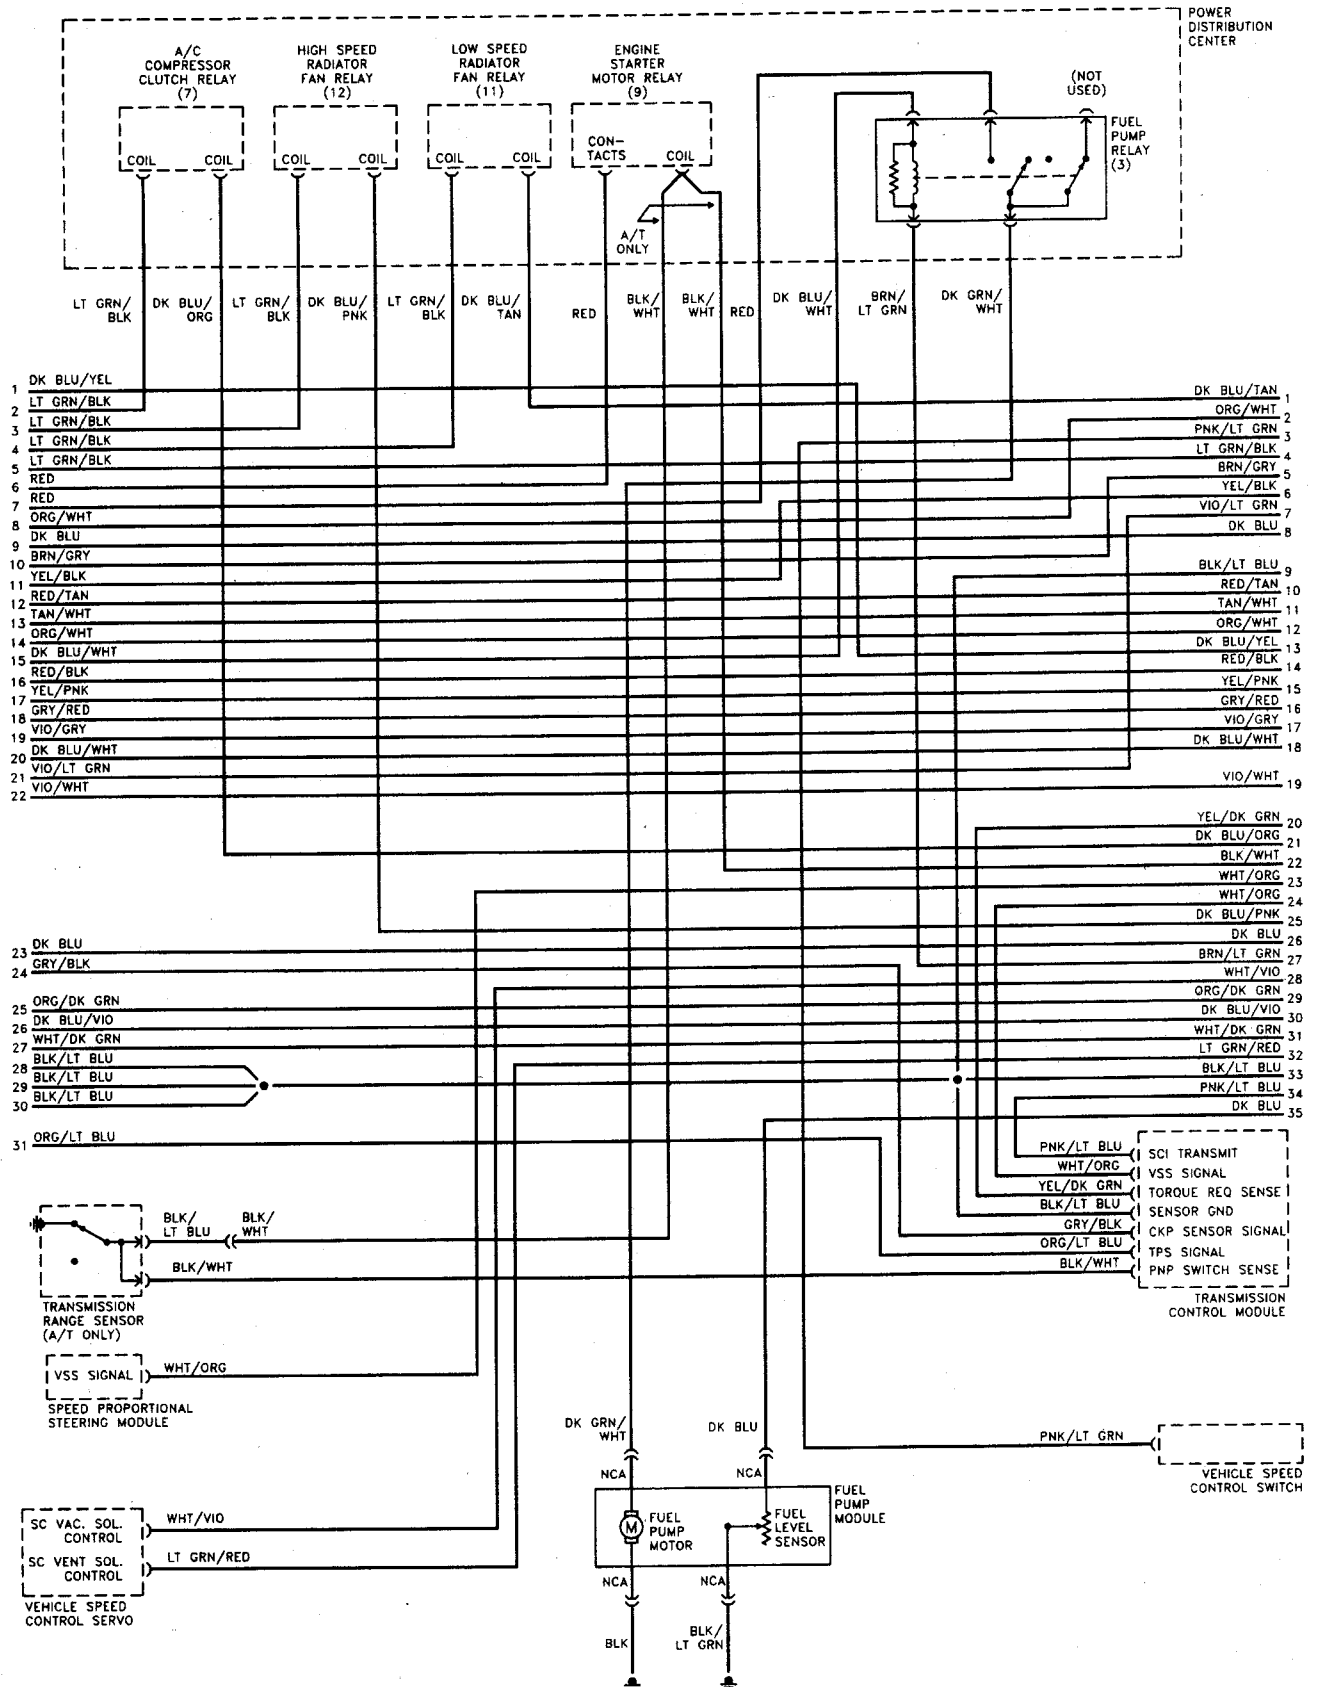 POWER
DISTRIBUTION
CENTER
A/C
COMPRESSOR
CLUTCH RELAY
(7)
HIGH SPEED
RADIATOR
FAN RELAY
(12)
LOW SPEED
RADIATOR
FAN RELAY
(11)
ENGINE
STARTER
MOTOR RELAY
(9)
(NOT
USED)
FUEL
PUMP
RELAY
(3)
COIL COIL
COIL COIL
COIL COIL
CON-
TACTS
COIL
A/T
ONLY
LT GRN/
BLK
DK BLU/
ORG
LT GRN/
BLK
DK BLU/
PNK
LT GRN/
BLK
DK BLU/
TAN
RED
BLK/
WHT
BLK/
WHT
RED
DK BLU/
WHT
BRN/
LT GRN
DK GRN/
WHT
1 DK BLU/YEL
2 LT GRN/BLK
3 LT GRN/BLK
4 LT GRN/BLK
5 LT GRN/BLK
6 RED
7 RED
8 ORG/WHT
9 DK BLU
10 BRN/GRY
11 YEL/BLK
12 RED/TAN
13 TAN/WHT
14 ORG/WHT
15 DK BLU/WHT
16 RED/BLK
17 YEL/PNK
18 GRY/RED
19 VIO/GRY
20 DK BLU/WHT
21 VIO/LT GRN
22 VIO/WHT
23 DK BLU
24 GRY/BLK
25 ORG/DK GRN
26 DK BLU/VIO
27 WHT/DK GRN
28 BLK/LT BLU
29 BLK/LT BLU
30 BLK/LT BLU
31 ORG/LT BLU
DK BLU/TAN 1
ORG/WHT 2
PNK/LT GRN 3
LT GRN/BLK 4
BRN/GRY 5
YEL/BLK 6
VIO/LT GRN 7
DK BLU 8
BLK/LT BLU 9
RED/TAN 10
TAN/WHT 11
ORG/WHT 12
DK BLU/YEL 13
RED/BLK 14
YEL/PNK 15
GRY/RED 16
VIO/GRY 17
DK BLU/WHT 18
VIO/WHT 19
YEL/DK GRN 20
DK BLU/ORG 21
BLK/WHT 22
WHT/ORG 23
WHT/ORG 24
DK BLU/PNK 25
DK BLU 26
BRN/LT GRN 27
WHT/VIO 28
ORG/DK GRN 29
DK BLU/VIO 30
WHT/DK GRN 31
LT GRN/RED 32
BLK/LT BLU 33
PNK/LT BLU 34
DK BLU 35
PNK/LT BLU SCI TRANSMIT
WHT/ORG VSS SIGNAL
YEL/DK GRN TORQUE REQ SENSE
BLK/LT BLU SENSOR GND
GRY/BLK CKP SENSOR SIGNAL
ORG/LT BLU TPS SIGNAL
BLK/WHT PNP SWITCH SENSE
TRANSMISSION
CONTROL MODULE
BLK/
LT BLU
BLK/
WHT
BLK/WHT
TRANSMISSION
RANGE SENSOR
(A/T ONLY)
VSS SIGNAL WHT/ORG
SPEED PROPORTIONAL
STEERING MODULE
DK GRN/
WHT
DK BLU
PNK/LT GRN
VEHICLE SPEED
CONTROL SWITCH
NCA NCA
FUEL
PUMP
MODULE
M
FUEL
PUMP
MOTOR
FUEL
LEVEL
SENSOR
SC VAC. SOL.
CONTROL
WHT/VIO
SC VENT SOL.
CONTROL
LT GRN/RED
VEHICLE SPEED
CONTROL SERVO
NCA NCA
BLK
BLK/
LT GRN